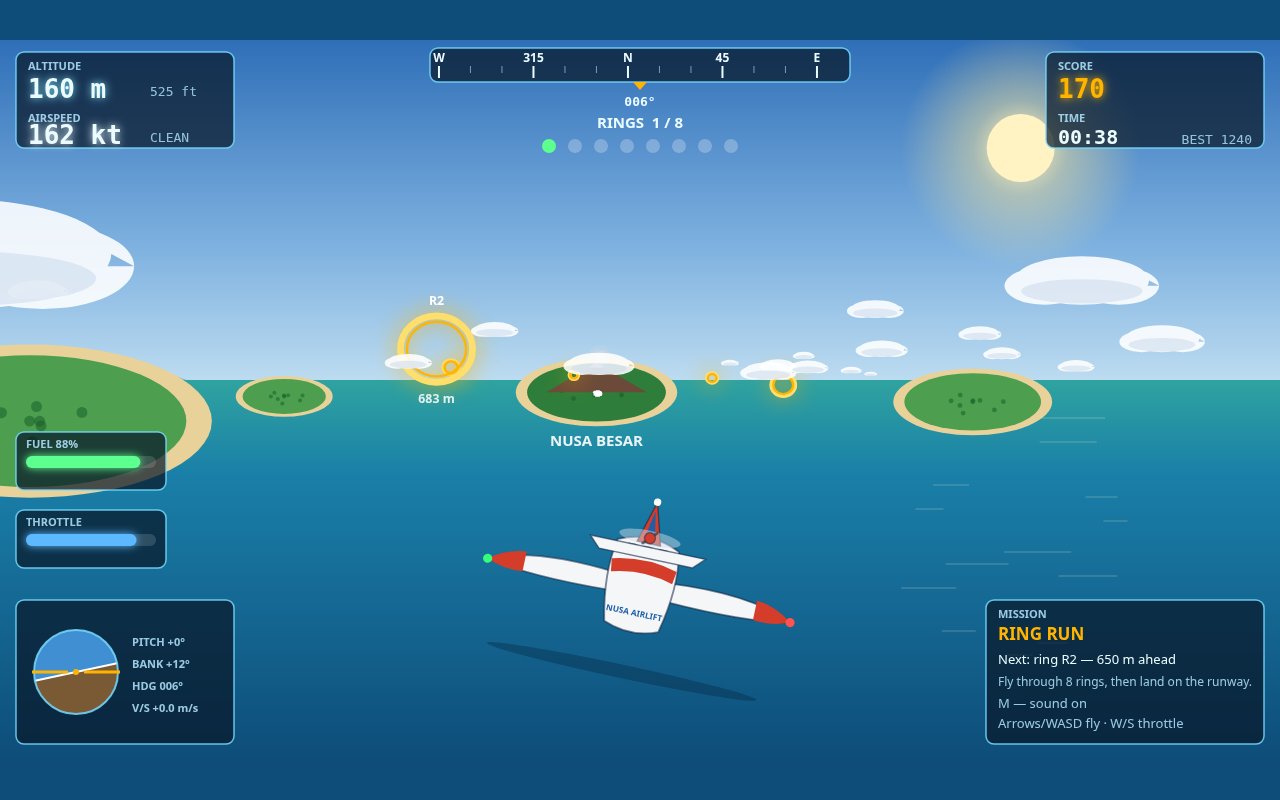 ALTITUDE
160 m 525 ft
AIRSPEED
162 kt CLEAN
W 315 N 45 E
006°
RINGS 1 / 8
SCORE
170
TIME
00:38 BEST 1240
R2
683 m
NUSA BESAR
FUEL 88%
THROTTLE
NUSA AIRLIFT
PITCH +0°
BANK +12°
HDG 006°
V/S +0.0 m/s
MISSION
RING RUN
Next: ring R2 — 650 m ahead
Fly through 8 rings, then land on the runway.
M — sound on
Arrows/WASD fly · W/S throttle